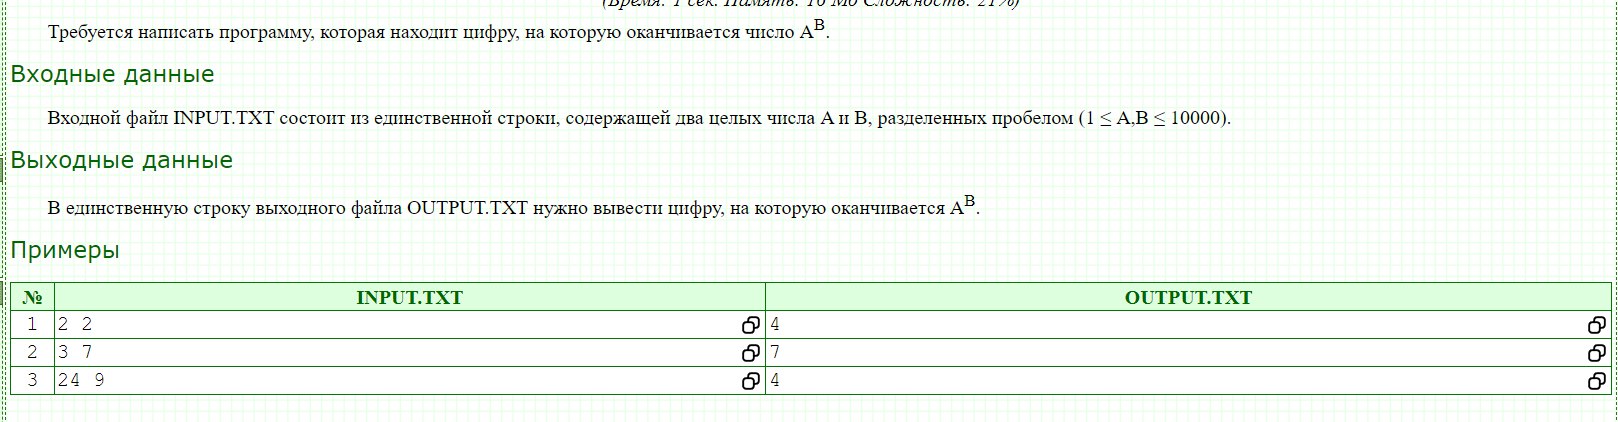 (Время: 1 сек. Память: 16 Мб Сложность: 21%)
Требуется написать программу, которая находит цифру, на которую оканчивается число A^B.
Входные данные
Входной файл INPUT.TXT состоит из единственной строки, содержащей два целых числа A и B, разделенных пробелом (1 ≤ A,B ≤ 10000).
Выходные данные
В единственную строку выходного файла OUTPUT.TXT нужно вывести цифру, на которую оканчивается A^B.
Примеры
№ INPUT.TXT OUTPUT.TXT
1 2 2 4
2 3 7 7
3 24 9 4